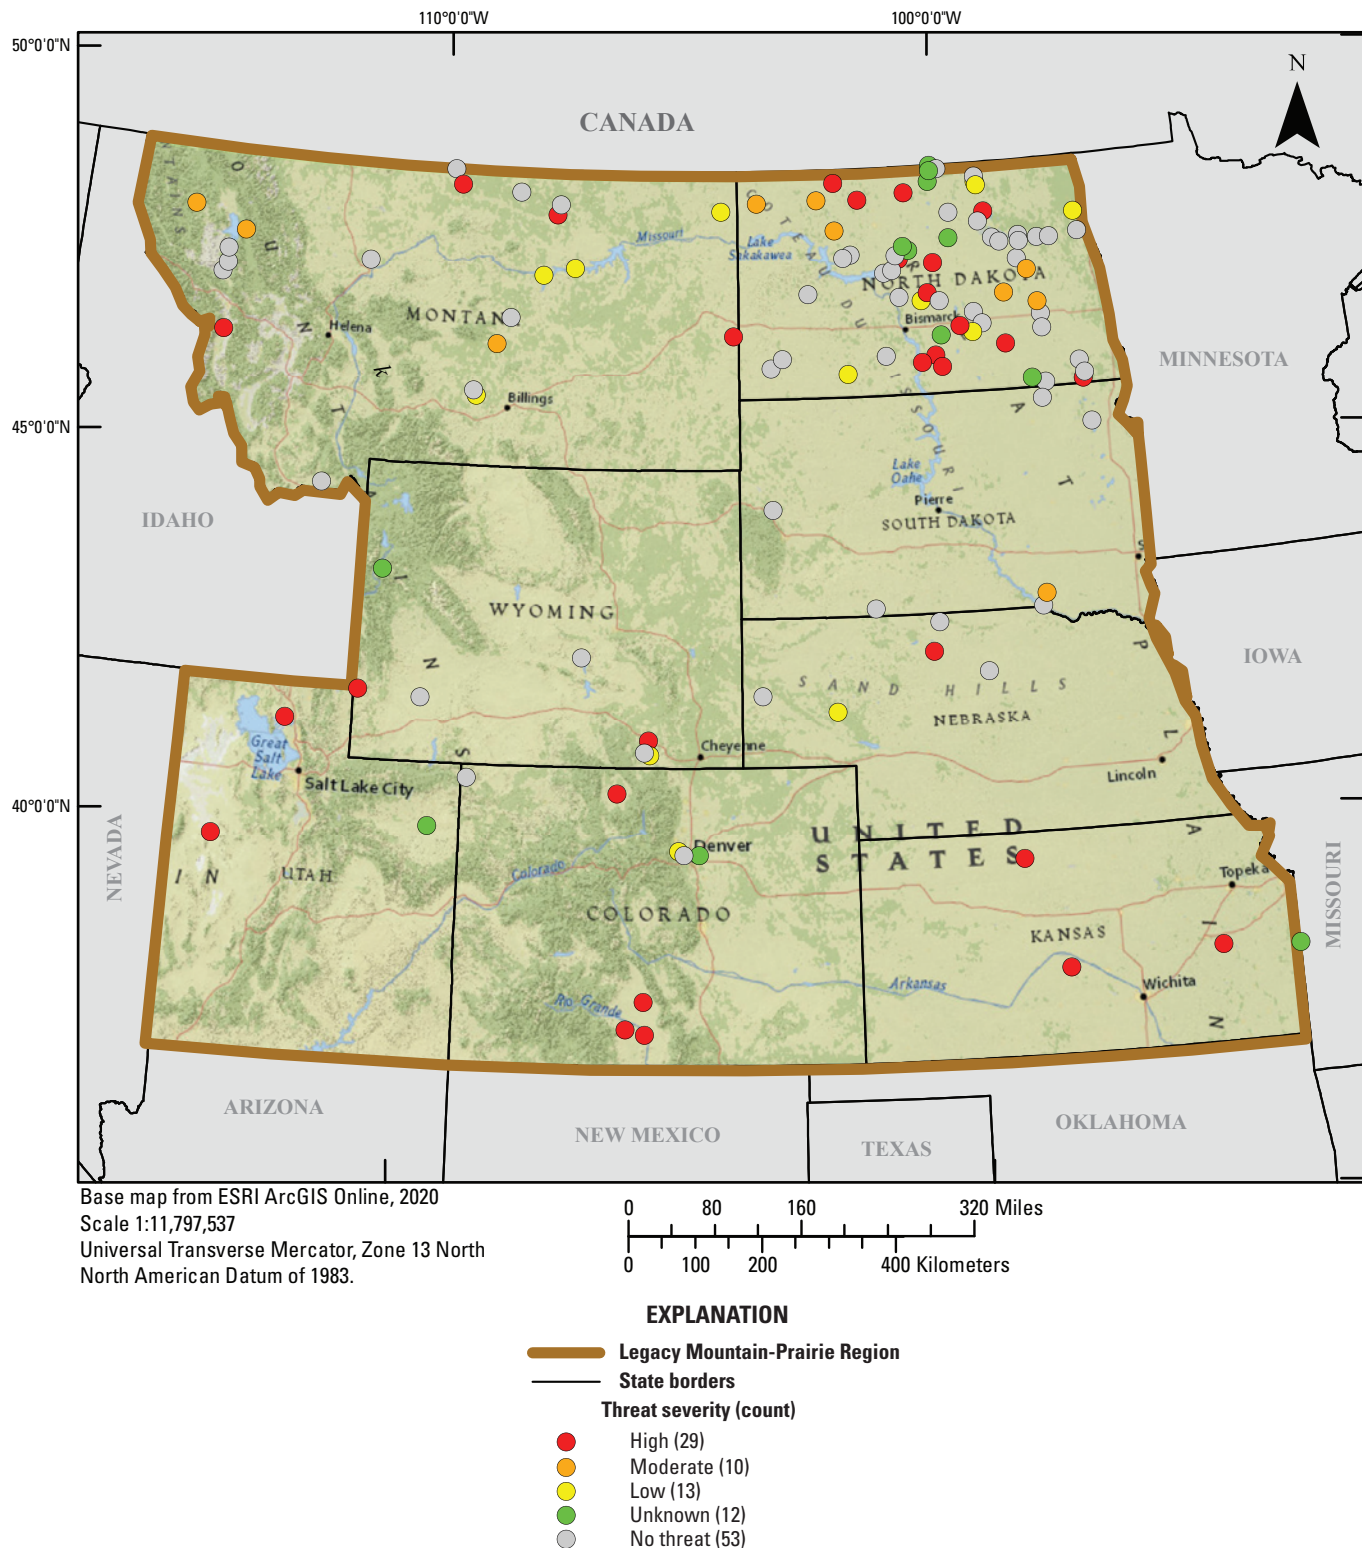 110°0'0"W
100°0'0"W
50°0'0"N
N
CANADA
Missouri
Lake
Sakakawea
COTEAU DU MISSOURI
NORTH DAKOTA
MONTANA
Helena
Bismarck
MINNESOTA
Billings
45°0'0"N
Lake
Oahe
IDAHO
Pierre
SOUTH DAKOTA
WYOMING
IOWA
SAND HILLS
NEBRASKA
Great
Salt
Lake
Cheyenne
Salt Lake City
Lincoln
40°0'0"N
NEVADA
UNITED
STATES
Denver
Colorado
UTAH
Topeka
MISSOURI
COLORADO
KANSAS
Rio Grande
Arkansas
Wichita
ARIZONA
NEW MEXICO
TEXAS
OKLAHOMA
Base map from ESRI ArcGIS Online, 2020
Scale 1:11,797,537
Universal Transverse Mercator, Zone 13 North
North American Datum of 1983.
0 80 160 320 Miles
0 100 200 400 Kilometers
EXPLANATION
Legacy Mountain-Prairie Region
State borders
Threat severity (count)
High (29)
Moderate (10)
Low (13)
Unknown (12)
No threat (53)